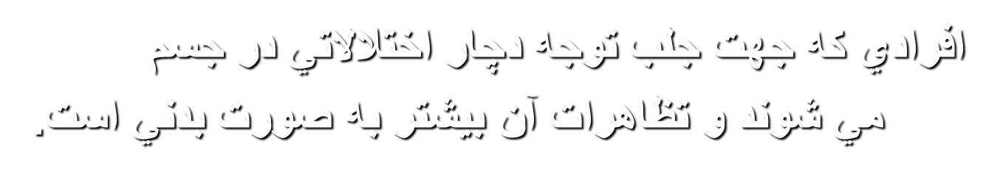 افرادي كه جهت جلب توجه دچار اختلالاتي در جسم
مي شوند و تظاهرات آن بيشتر به صورت بدني است.